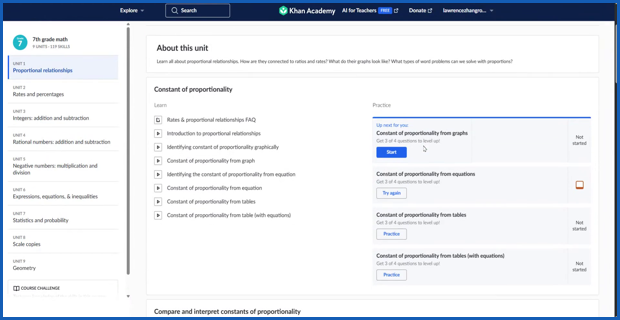 Explore
Search
Khan Academy
AI for Teachers FREE
Donate
lawrencezhangro...
7
7th grade math
9 UNITS · 119 SKILLS
UNIT 1
Proportional relationships
UNIT 2
Rates and percentages
UNIT 3
Integers: addition and subtraction
UNIT 4
Rational numbers: addition and subtraction
UNIT 5
Negative numbers: multiplication and
division
UNIT 6
Expressions, equations, & inequalities
UNIT 7
Statistics and probability
UNIT 8
Scale copies
UNIT 9
Geometry
COURSE CHALLENGE
About this unit
Learn all about proportional relationships. How are they connected to ratios and rates? What do their graphs look like? What types of word problems can we solve with proportions?
Constant of proportionality
Learn
Rates & proportional relationships FAQ
Introduction to proportional relationships
Identifying constant of proportionality graphically
Constant of proportionality from graph
Identifying the constant of proportionality from equation
Constant of proportionality from equation
Constant of proportionality from tables
Constant of proportionality from table (with equations)
Practice
Up next for you:
Constant of proportionality from graphs
Get 3 of 4 questions to level up!
Start
Not
started
Constant of proportionality from equations
Get 3 of 4 questions to level up!
Try again
Constant of proportionality from tables
Get 3 of 4 questions to level up!
Practice
Not
started
Constant of proportionality from tables (with equations)
Get 3 of 4 questions to level up!
Practice
Not
started
Compare and interpret constants of proportionality